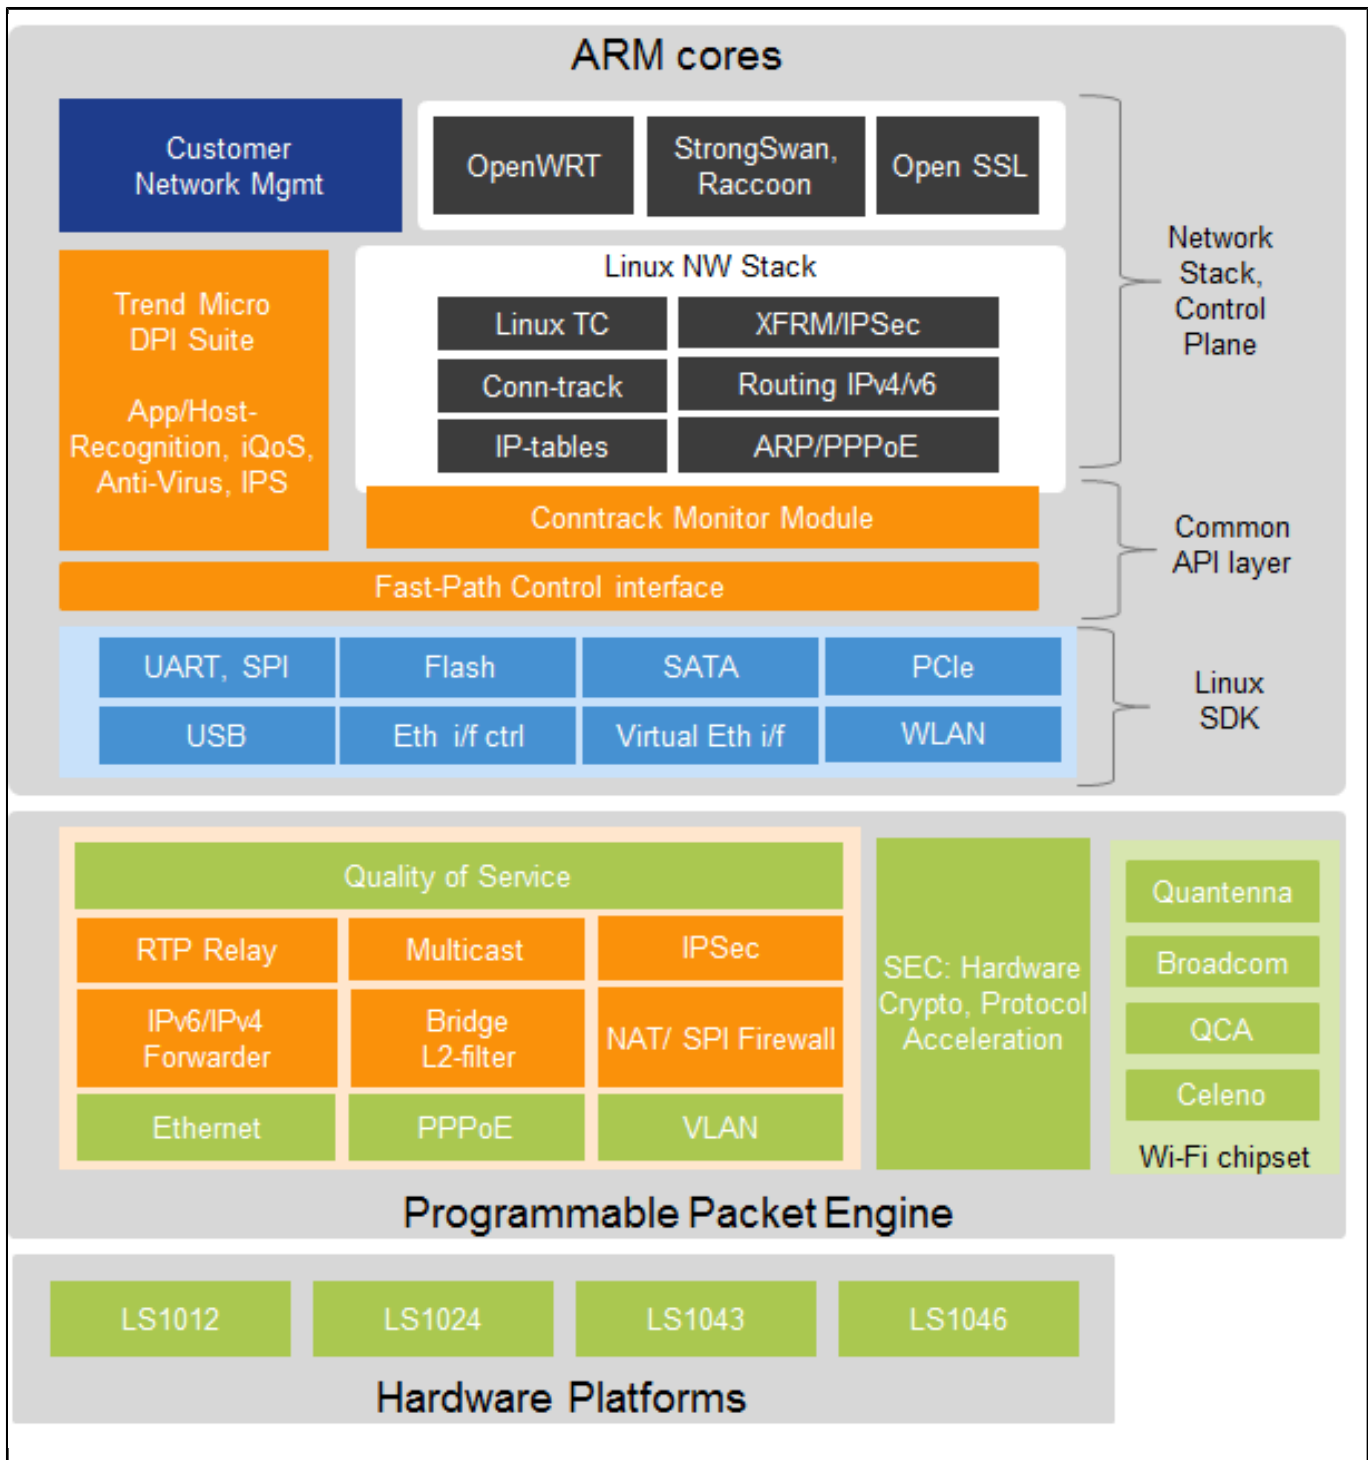 ARM cores
Customer
Network Mgmt
OpenWRT
StrongSwan,
Raccoon
Open SSL
Network
Stack,
Control
Plane
Trend Micro
DPI Suite
App/Host-
Recognition, iQoS,
Anti-Virus, IPS
Linux NW Stack
Linux TC
XFRM/IPSec
Conn-track
Routing IPv4/v6
IP-tables
ARP/PPPoE
Conntrack Monitor Module
Common
API layer
Fast-Path Control interface
UART, SPI
Flash
SATA
PCIe
USB
Eth i/f ctrl
Virtual Eth i/f
WLAN
Linux
SDK
Quality of Service
RTP Relay
Multicast
IPSec
IPv6/IPv4
Forwarder
Bridge
L2-filter
NAT/ SPI Firewall
Ethernet
PPPoE
VLAN
SEC: Hardware
Crypto, Protocol
Acceleration
Quantenna
Broadcom
QCA
Celeno
Wi-Fi chipset
Programmable Packet Engine
LS1012
LS1024
LS1043
LS1046
Hardware Platforms